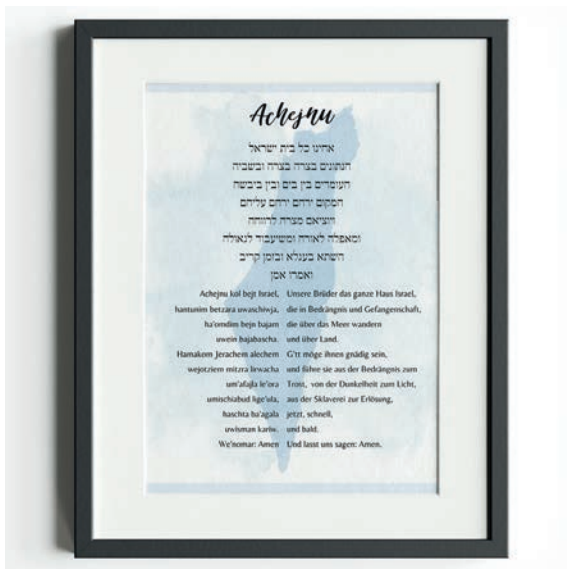 Achejnu
אחינו כל בית ישראל
הנתונים בצרה בצרה ובשביה
העומדים בין בים ובין ביבשה
המקום ירחם ירחם עליהם
ויוציאם מצרה לרווחה
ומאפלה לאורה ומשיעבוד לגאולה
השתא בעגלא ובזמן קריב
ואמרו אמן
Achejnu kol bejt Israel, Unsere Brüder das ganze Haus Israel,
hantunim betzara uwaschiwja, die in Bedrängnis und Gefangenschaft,
ha'omdim bejn bajam die über das Meer wandern
uwein bajabascha. und über Land.
Hamakom Jerachem alechem G'tt möge ihnen gnädig sein,
wejotziem mitzra lirwacha und führe sie aus der Bedrängnis zum
um'afajla le'ora Trost, von der Dunkelheit zum Licht,
umischiabud lige'ula, aus der Sklaverei zur Erlösung,
haschta ba'agala jetzt, schnell,
uwisman kariw. und bald.
We'nomar: Amen Und lasst uns sagen: Amen.